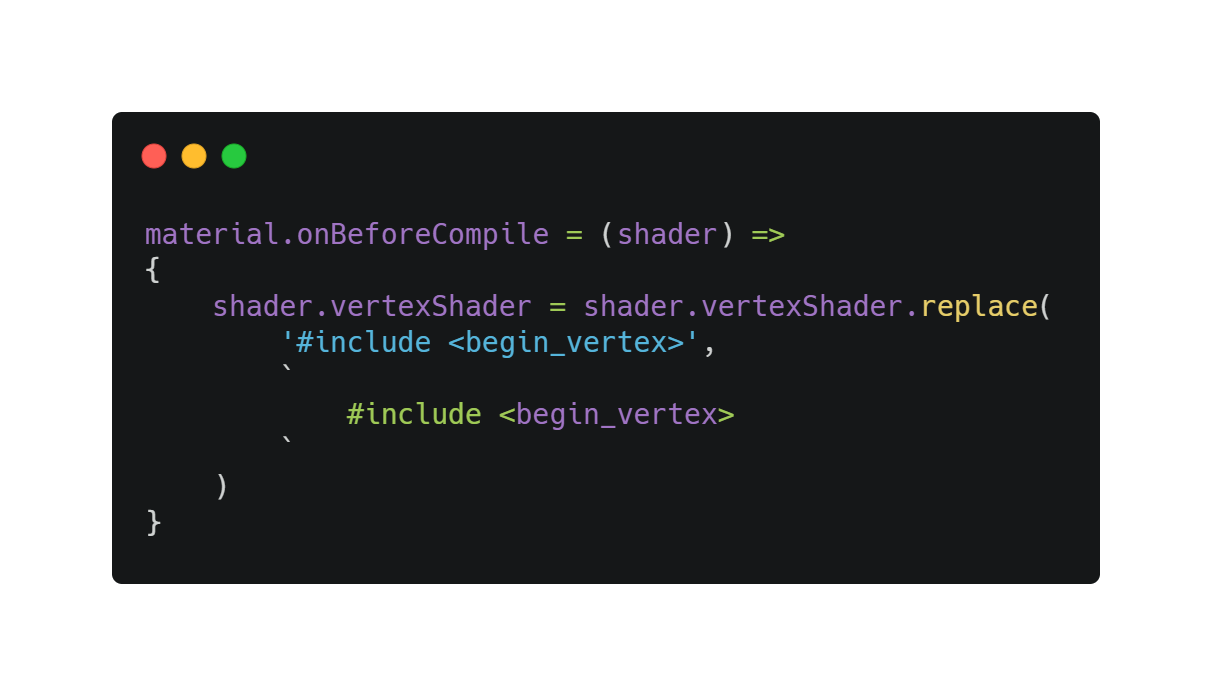 material.onBeforeCompile = (shader) =>
{
    shader.vertexShader = shader.vertexShader.replace(
        '#include <begin_vertex>',
        `
            #include <begin_vertex>
        `
    )
}